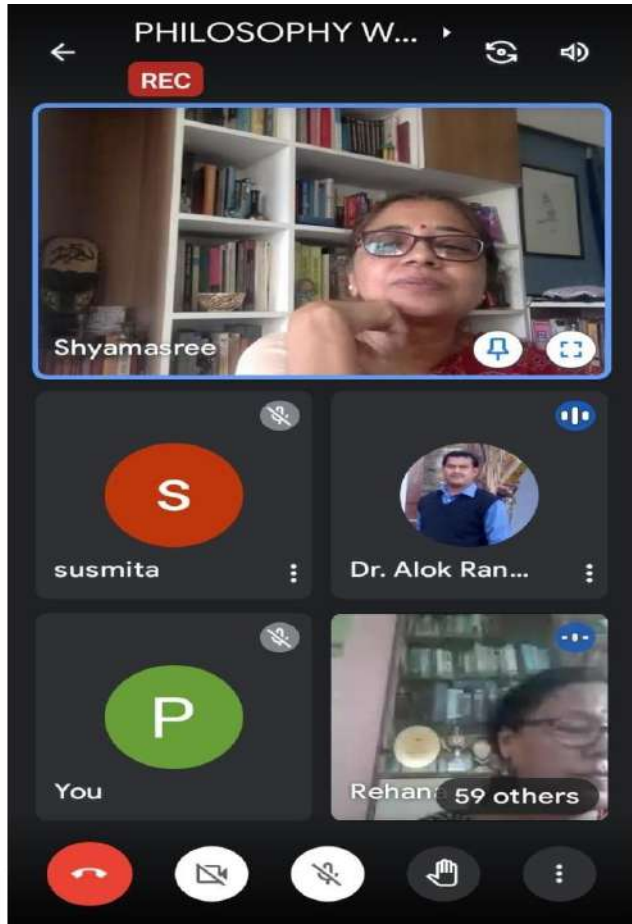 PHILOSOPHY W...
REC
Shyamasree
S
susmita
Dr. Alok Ran...
P
You
Rehana
59 others